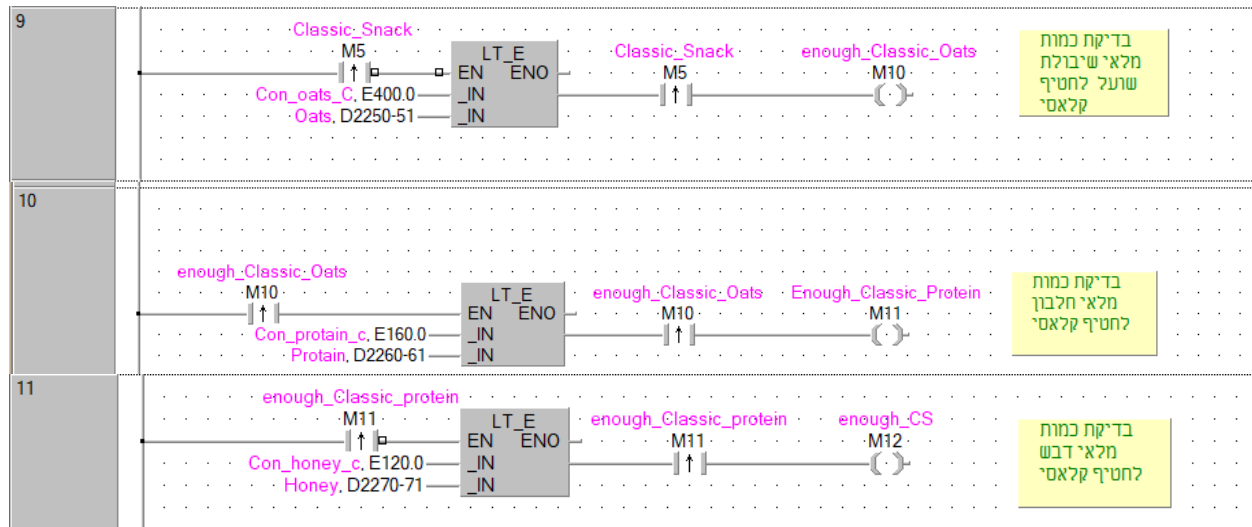 9
Classic_Snack
M5
LT_E
EN ENO
Con_oats_C, E400.0 _IN
Oats, D2250-51 _IN
Classic_Snack
M5
enough_Classic_Oats
M10
בדיקת כמות
מלאי שיבולת
שועל לחטיף
קלאסי
10
enough_Classic_Oats
M10
LT_E
EN ENO
Con_protain_c, E160.0 _IN
Protain, D2260-61 _IN
enough_Classic_Oats
M10
Enough_Classic_Protein
M11
בדיקת כמות
מלאי חלבון
לחטיף קלאסי
11
enough_Classic_protein
M11
LT_E
EN ENO
Con_honey_c, E120.0 _IN
Honey, D2270-71 _IN
enough_Classic_protein
M11
enough_CS
M12
בדיקת כמות
מלאי דבש
לחטיף קלאסי